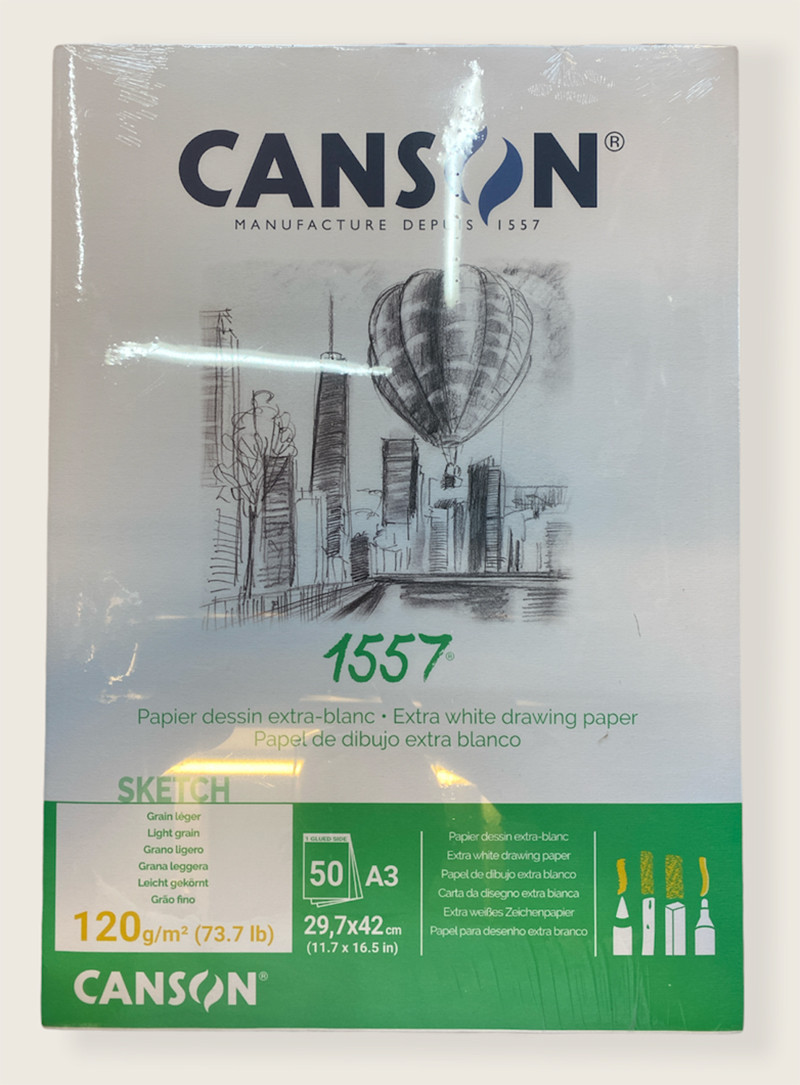 CANSON®
MANUFACTURE DEPUIS 1557
1557®
Papier dessin extra-blanc • Extra white drawing paper
Papel de dibujo extra blanco
SKETCH
Grain léger
Light grain
Grano ligero
Grana leggera
Leicht gekörnt
Grão fino
120g/m² (73.7 lb)
1 GLUED SIDE
50 A3
29,7x42 cm
(11.7 x 16.5 in)
Papier dessin extra-blanc
Extra white drawing paper
Papel de dibujo extra blanco
Carta da disegno extra bianca
Extra weißes Zeichenpapier
Papel para desenho extra branco
CANSON®